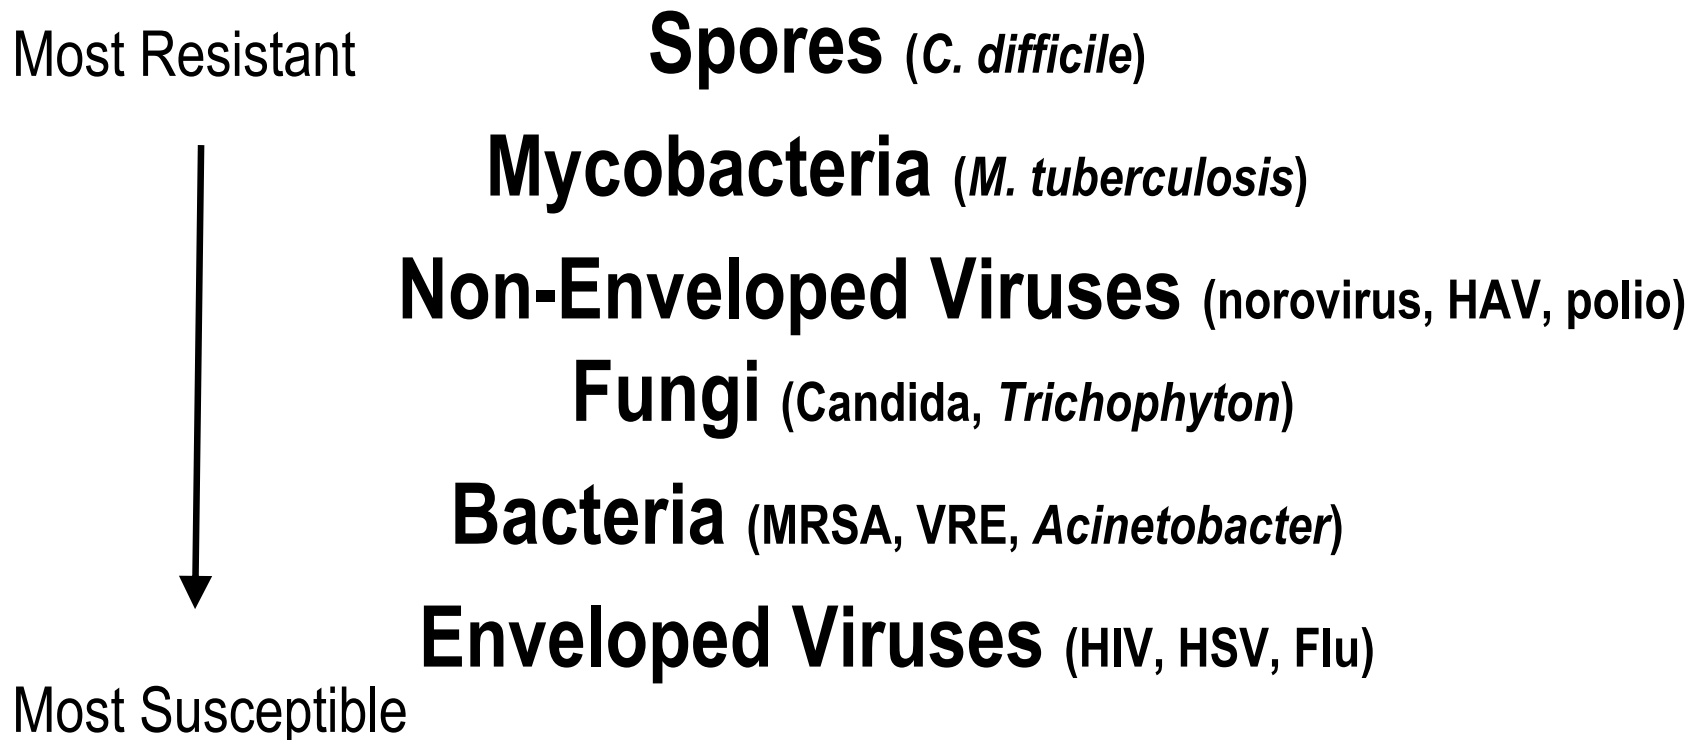 Most Resistant
Spores (C. difficile)
Mycobacteria (M. tuberculosis)
Non-Enveloped Viruses (norovirus, HAV, polio)
Fungi (Candida, Trichophyton)
Bacteria (MRSA, VRE, Acinetobacter)
Enveloped Viruses (HIV, HSV, Flu)
Most Susceptible